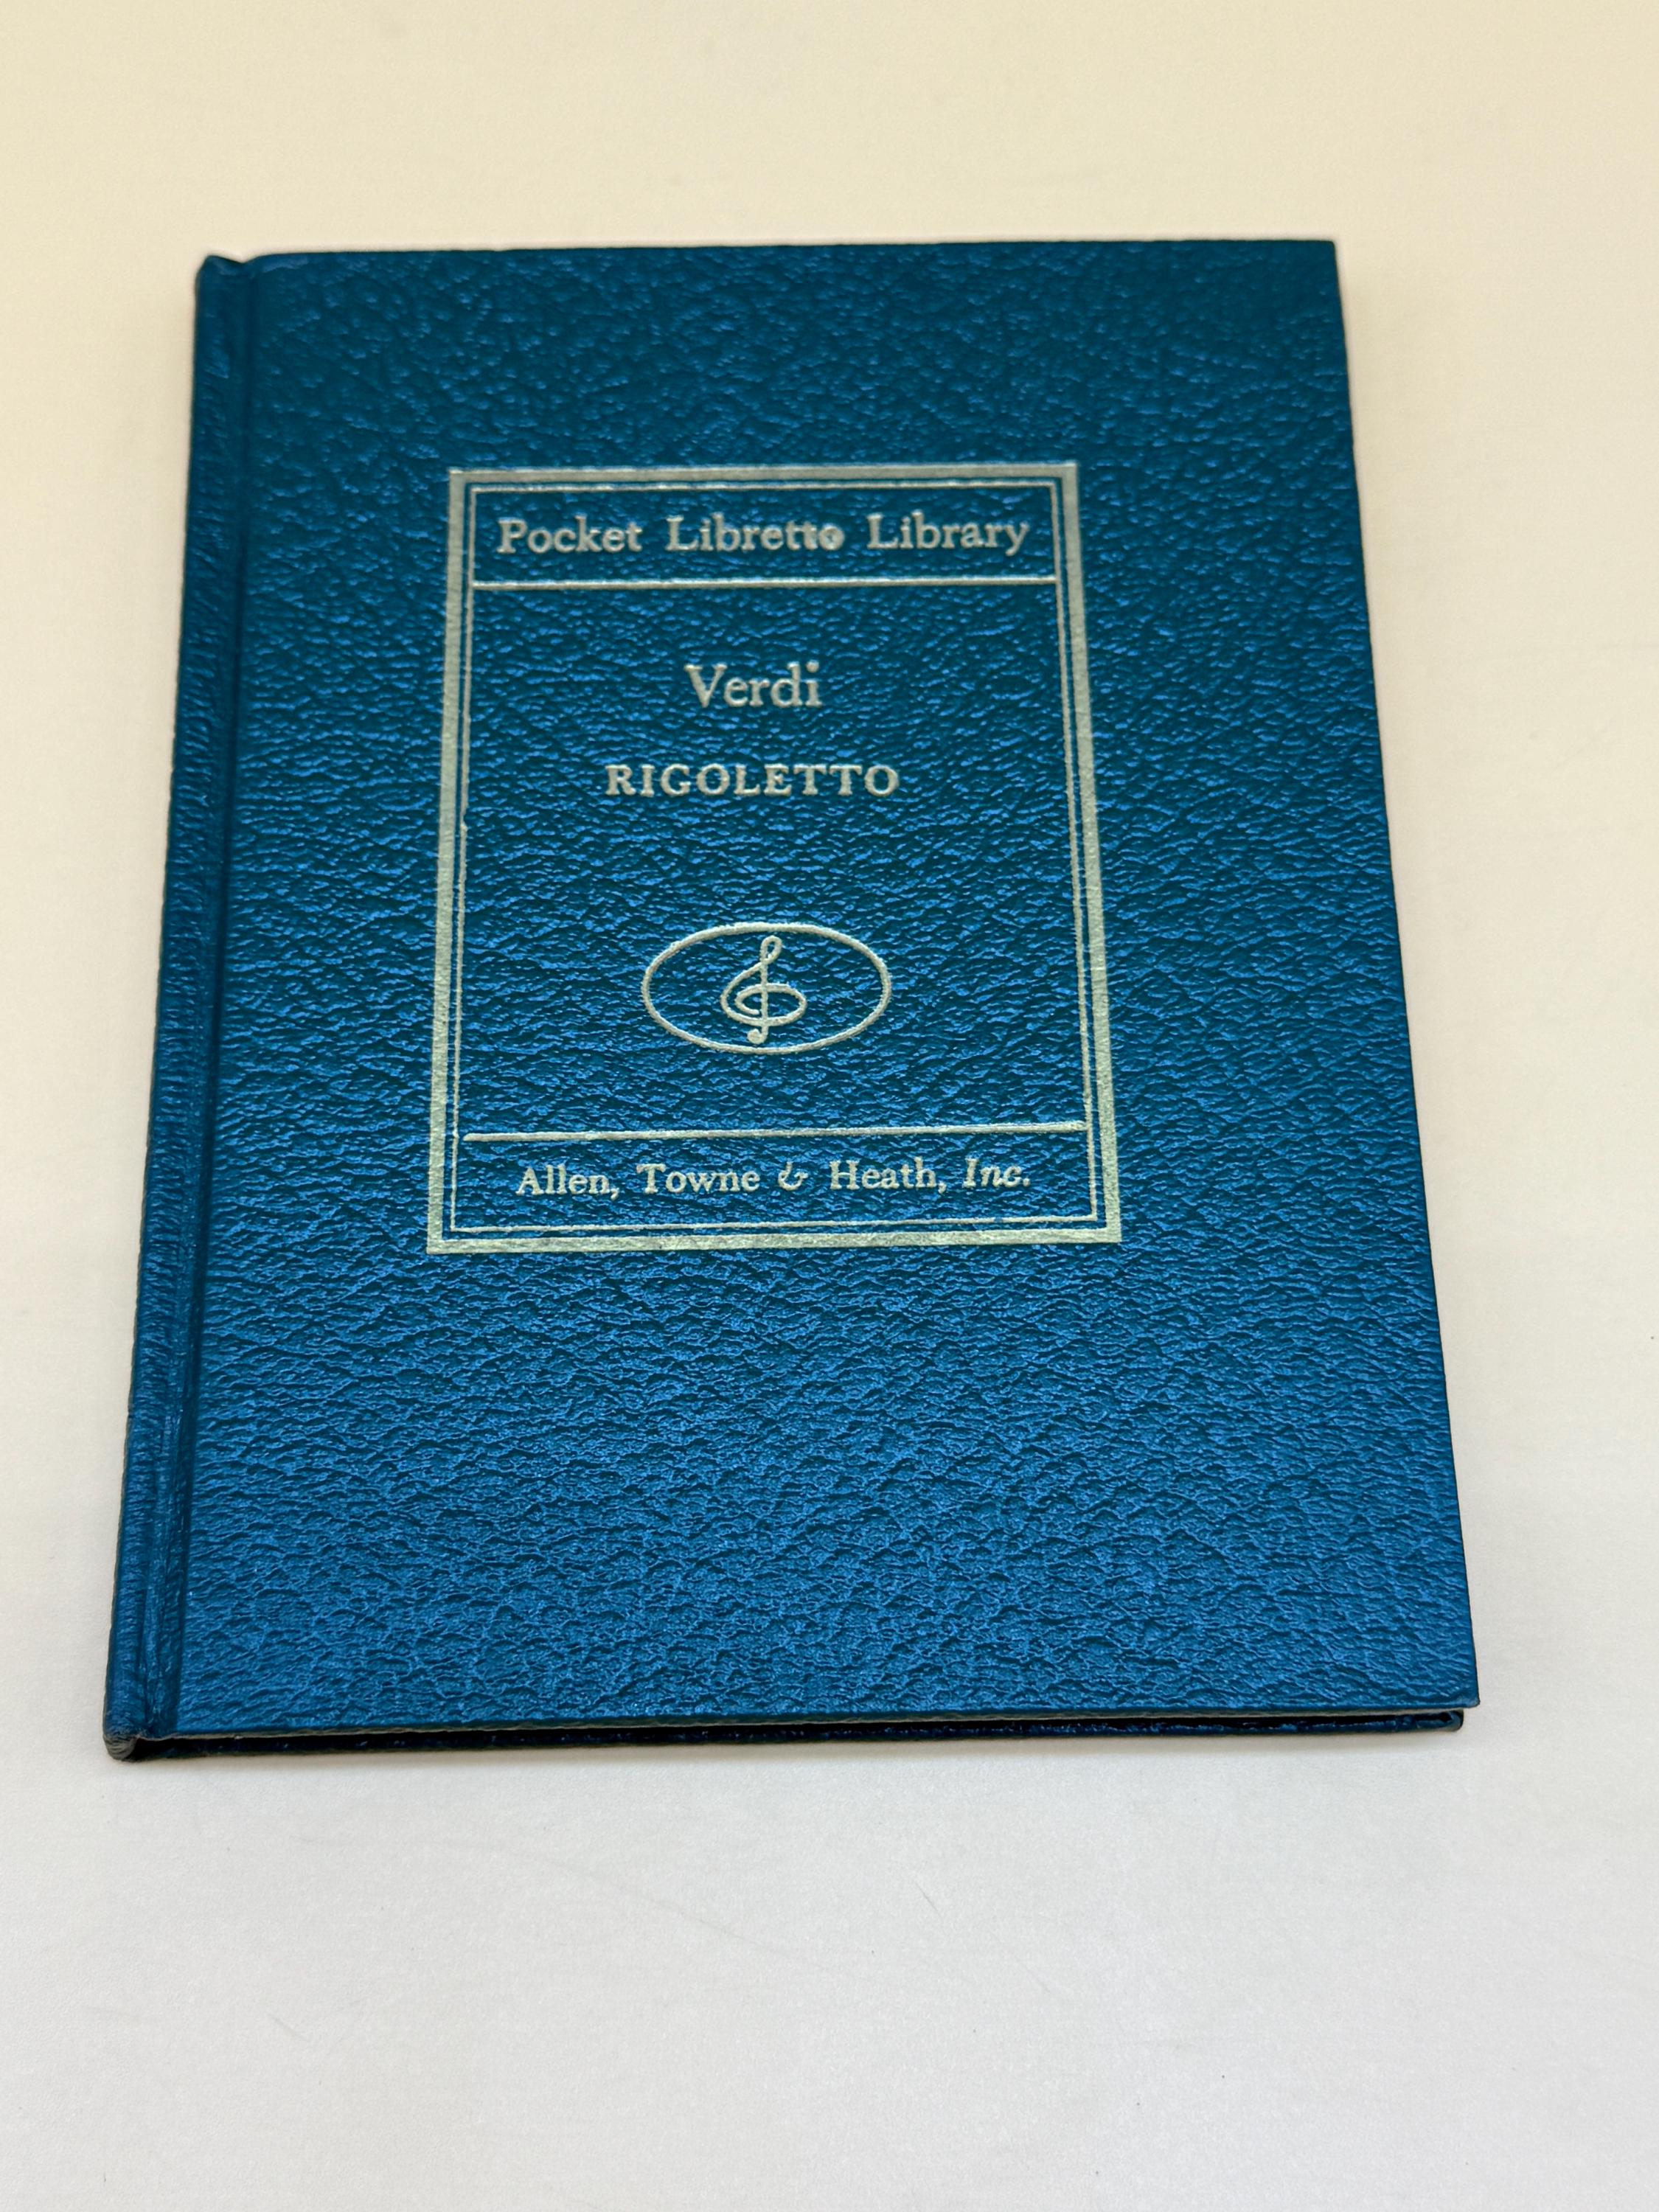 Pocket Libretto Library
Verdi
RIGOLETTO
Allen, Towne & Heath, Inc.